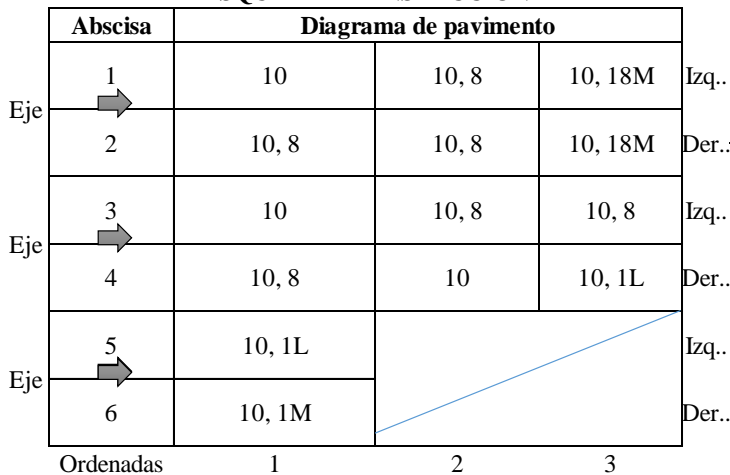 Abscisa Diagrama de pavimento
1 10 10, 8 10, 18M Izq..
Eje
2 10, 8 10, 8 10, 18M Der..
3 10 10, 8 10, 8 Izq..
Eje
4 10, 8 10 10, 1L Der..
5 10, 1L Izq..
Eje
6 10, 1M Der..
Ordenadas 1 2 3